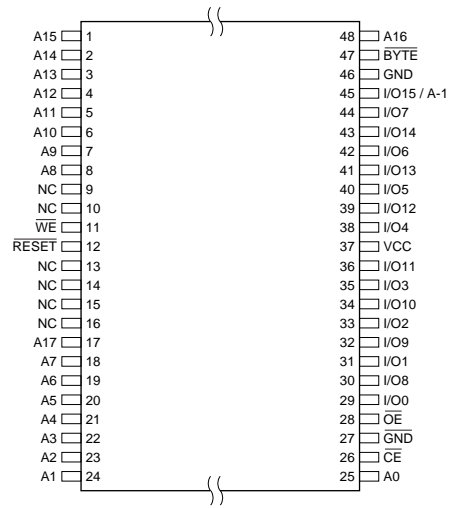 A15 1 48 A16
A14 2 47 BYTE
A13 3 46 GND
A12 4 45 I/O15 / A-1
A11 5 44 I/O7
A10 6 43 I/O14
A9 7 42 I/O6
A8 8 41 I/O13
NC 9 40 I/O5
NC 10 39 I/O12
WE 11 38 I/O4
RESET 12 37 VCC
NC 13 36 I/O11
NC 14 35 I/O3
NC 15 34 I/O10
NC 16 33 I/O2
A17 17 32 I/O9
A7 18 31 I/O1
A6 19 30 I/O8
A5 20 29 I/O0
A4 21 28 OE
A3 22 27 GND
A2 23 26 CE
A1 24 25 A0